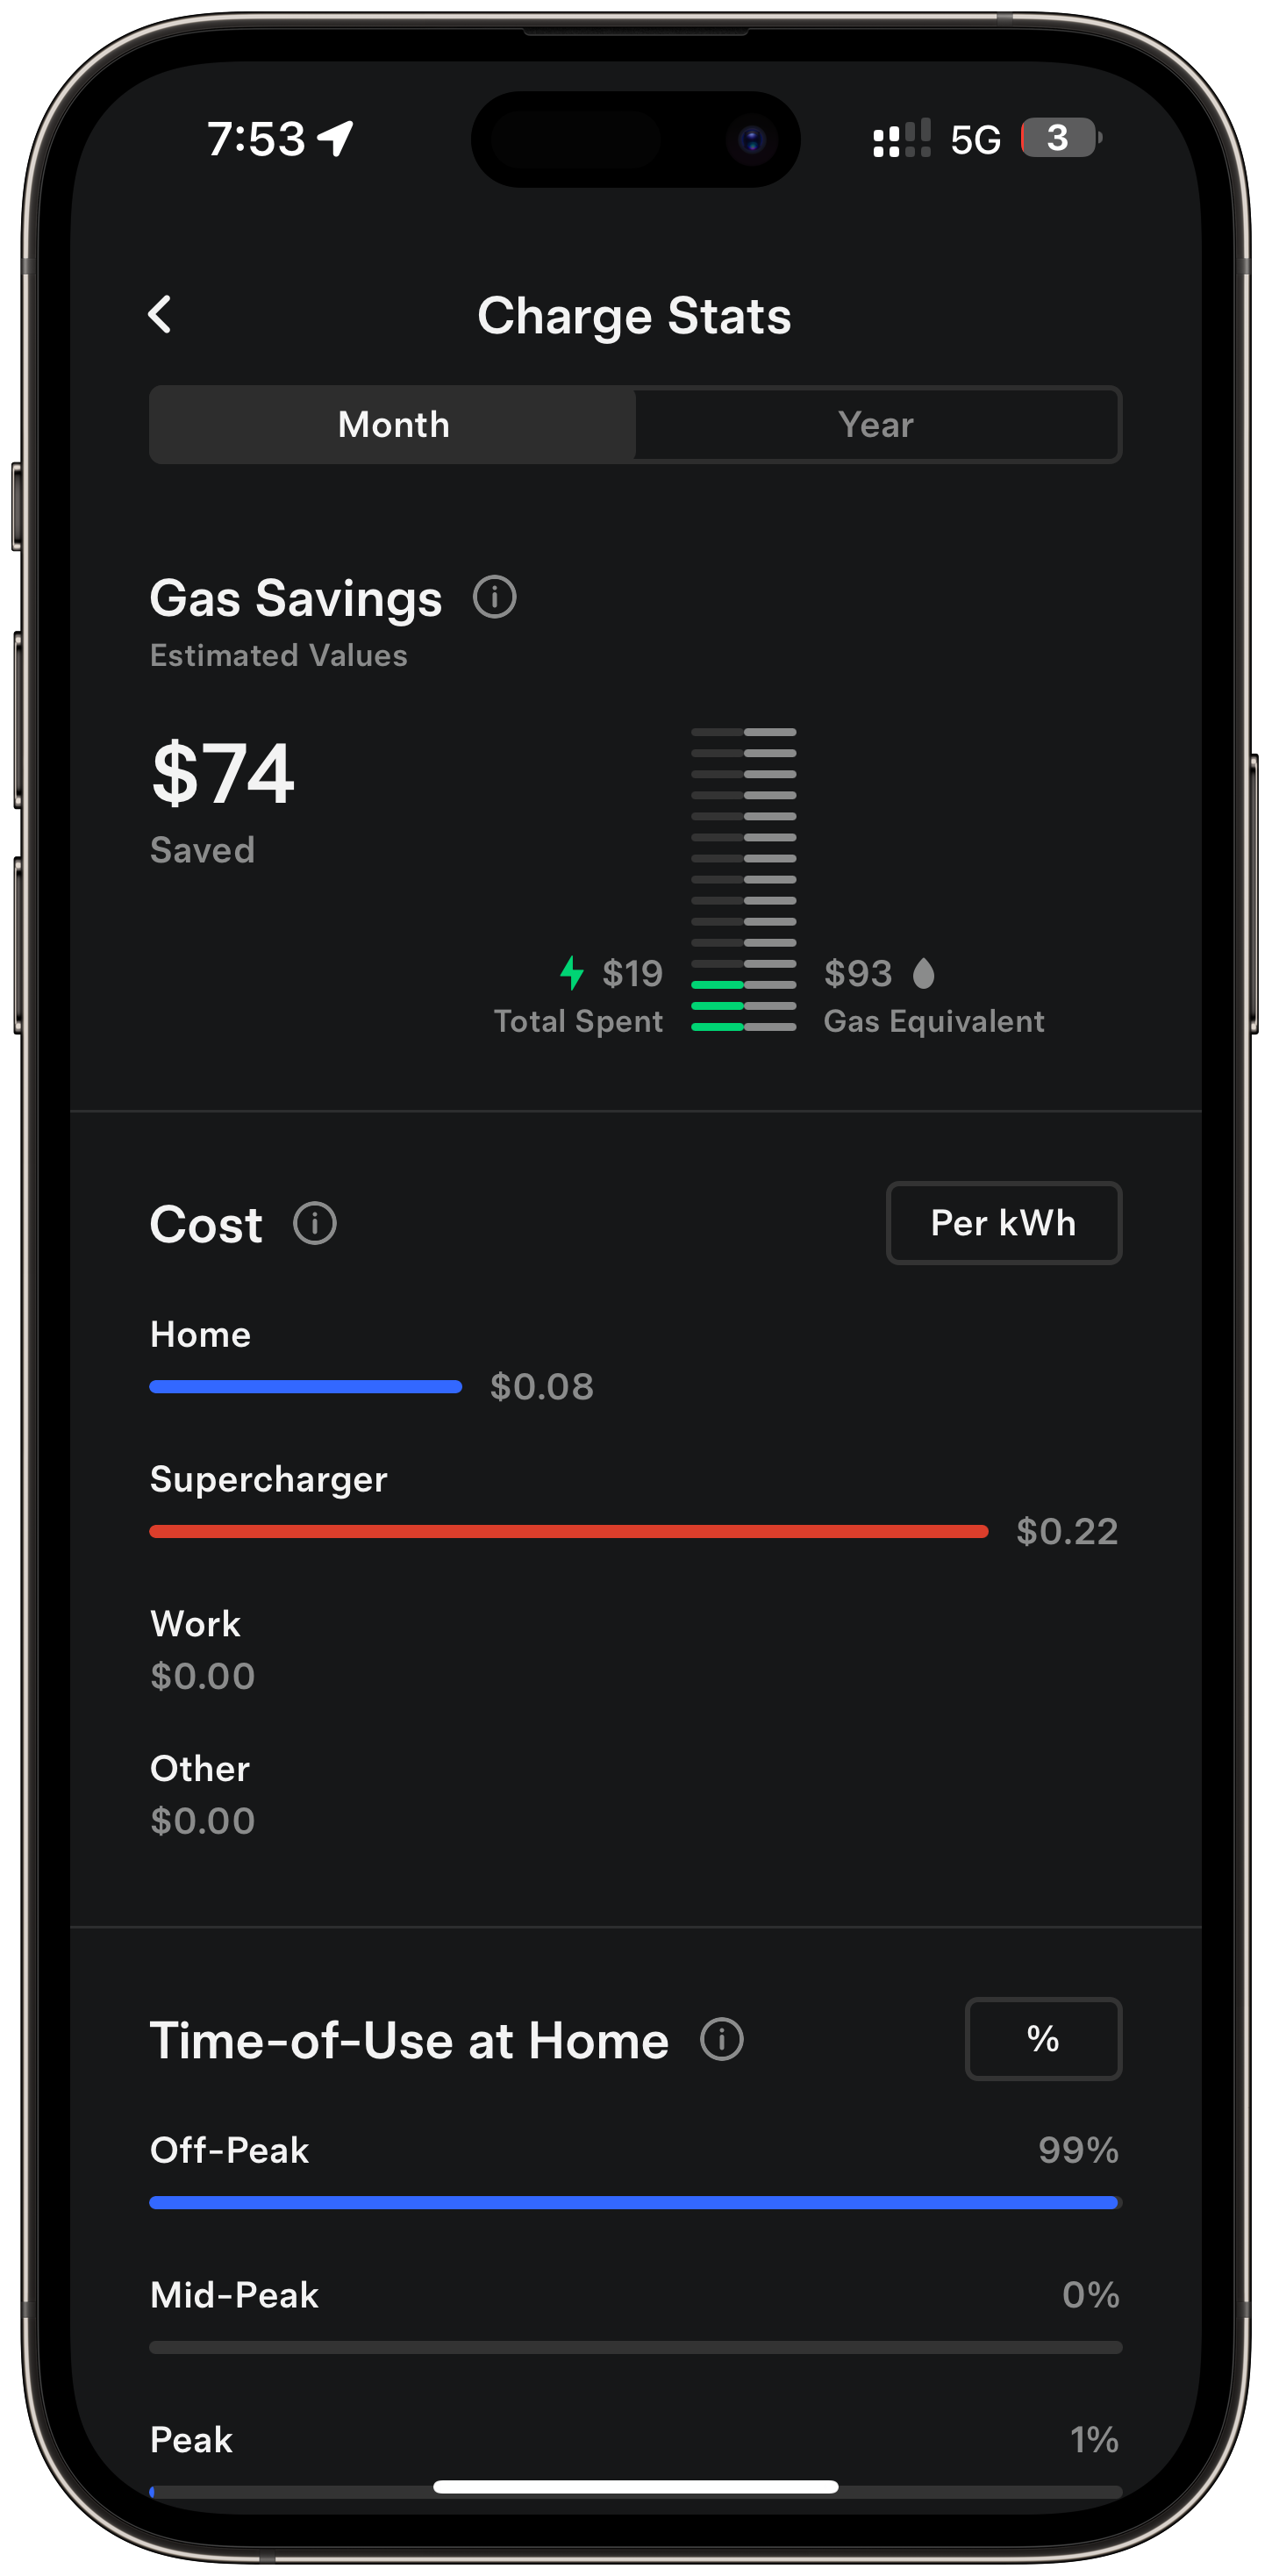 7:53 5G 3
Charge Stats
Month Year
Gas Savings
Estimated Values
$74
Saved
$19 $93
Total Spent Gas Equivalent
Cost Per kWh
Home
$0.08
Supercharger
$0.22
Work
$0.00
Other
$0.00
Time-of-Use at Home %
Off-Peak 99%
Mid-Peak 0%
Peak 1%